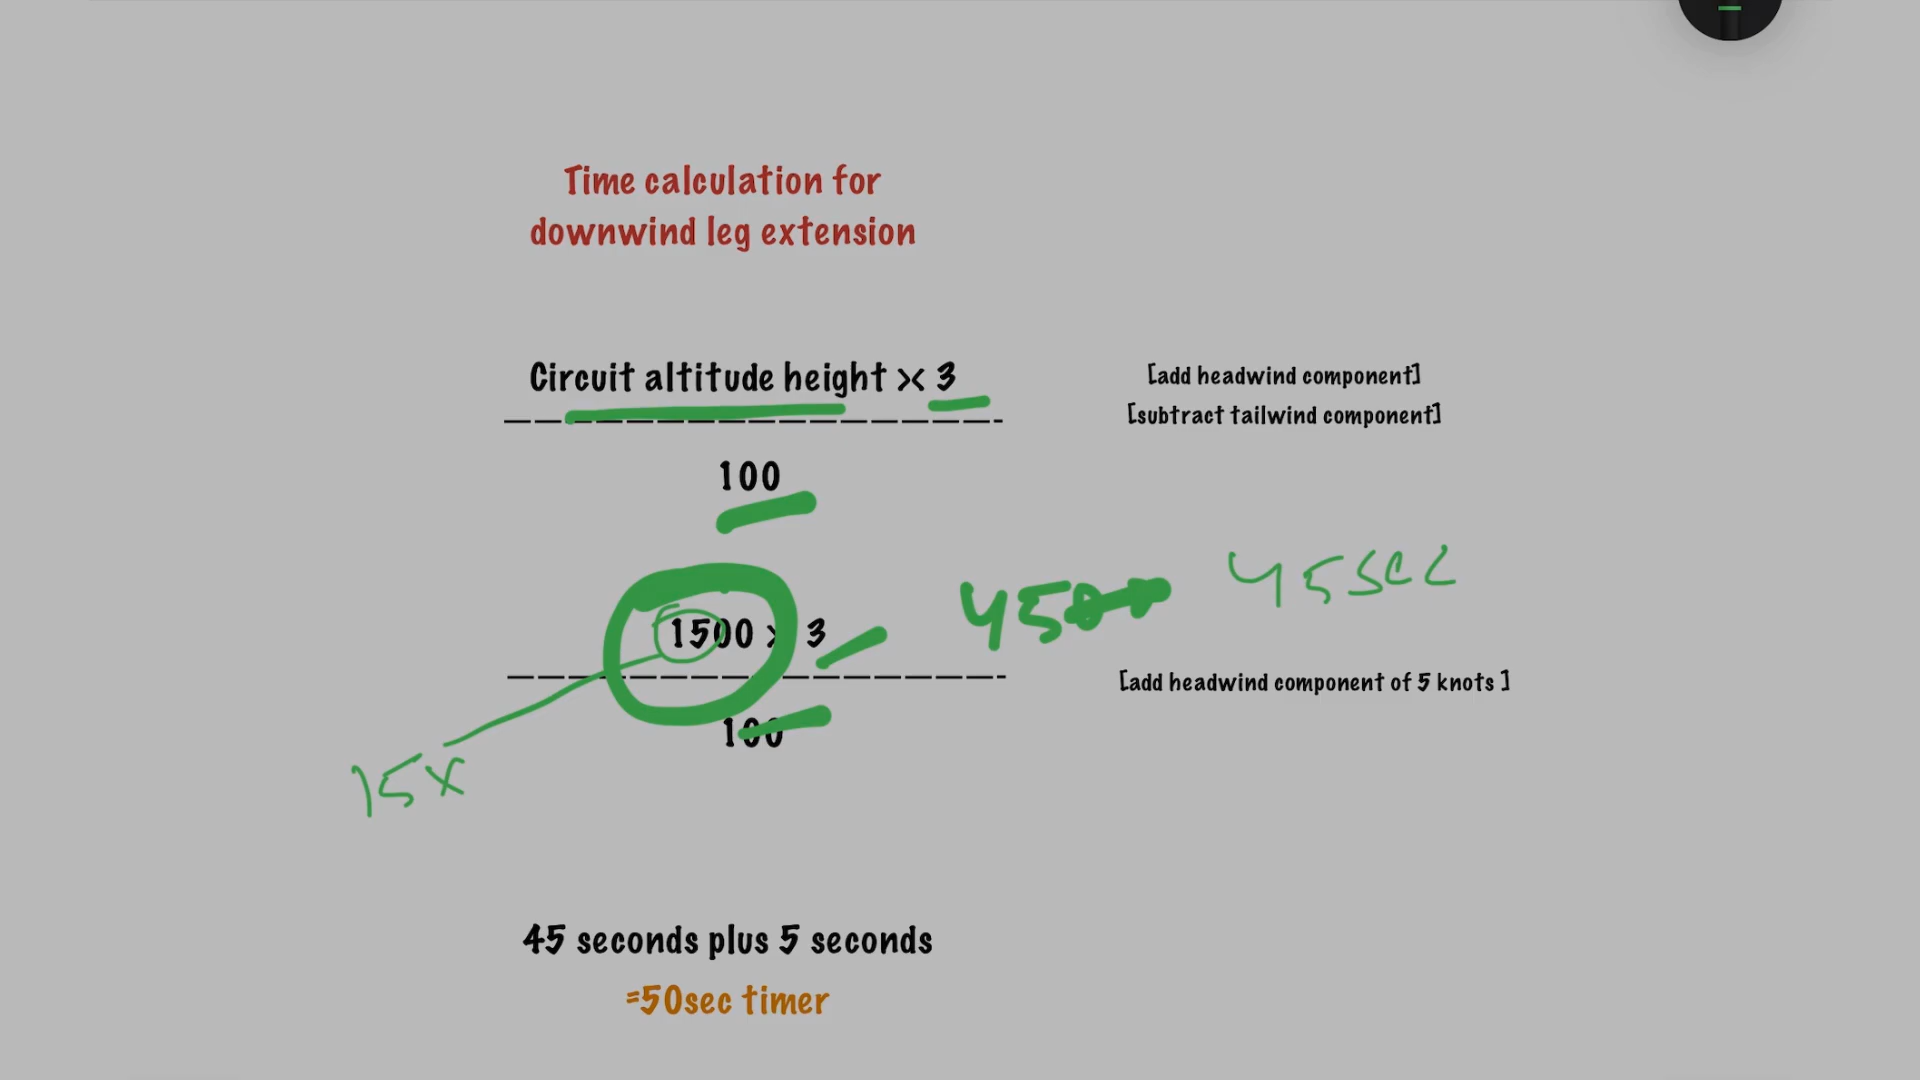 Time calculation for
downwind leg extension
Circuit altitude height x 3
100
[add headwind component]
[subtract tailwind component]
1500 x 3
100
4500
45sec
[add headwind component of 5 knots ]
15x
45 seconds plus 5 seconds
=50sec timer